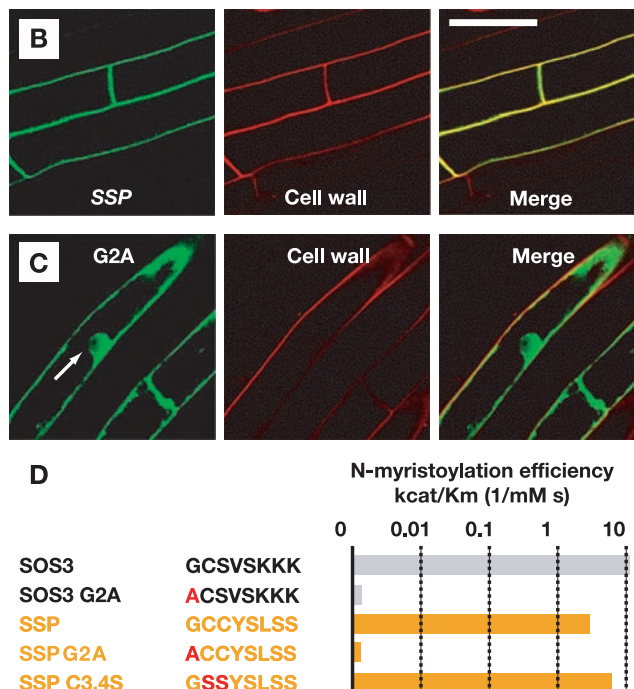 B
SSP
Cell wall
Merge
C
G2A
Cell wall
Merge
D
N-myristoylation efficiency
kcat/Km (1/mM s)
0 0.01 0.1 1 10
SOS3 GCSVSKKK
SOS3 G2A ACSVSKKK
SSP GCCYSLSS
SSP G2A ACCYSLSS
SSP C3,4S GSSYSLSS